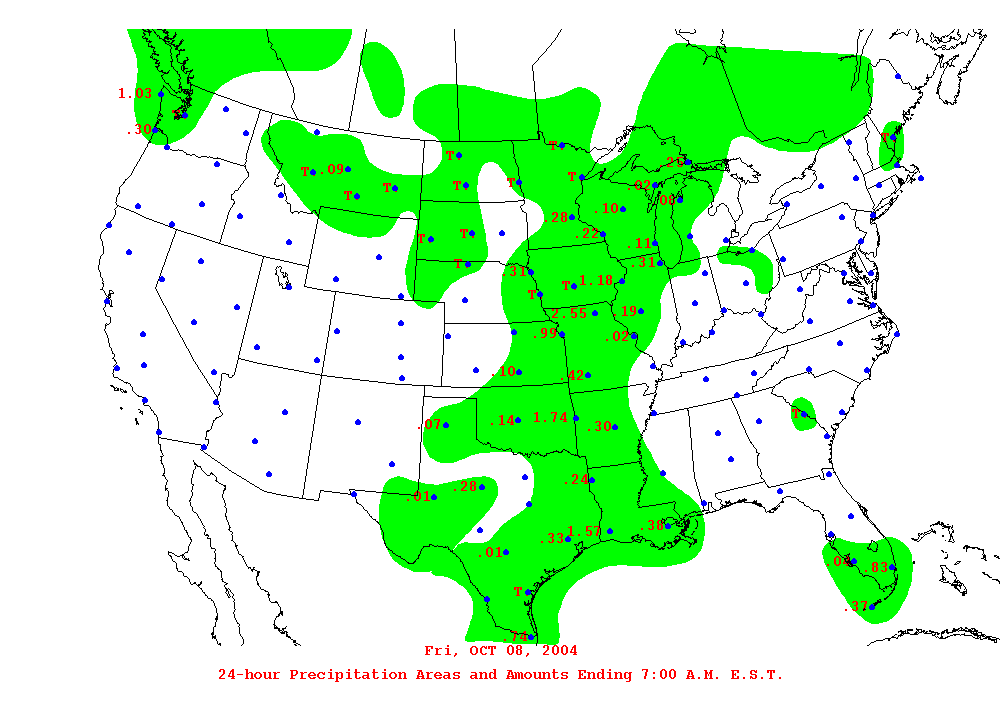 1.03
T
.30
T
T
T
.21
T .09
T
T
T
T
.02
.08
.28
.10
T
T
.22
.11
T
.31
.31
T 1.18
T
2.55
.19
.99
.02
.10
.42
.07
.14
1.74
.30
T
.28
.24
.01
.38
1.57
.33
.01
.04
.83
T
.37
.74
Fri, OCT 08, 2004
24-hour Precipitation Areas and Amounts Ending 7:00 A.M. E.S.T.